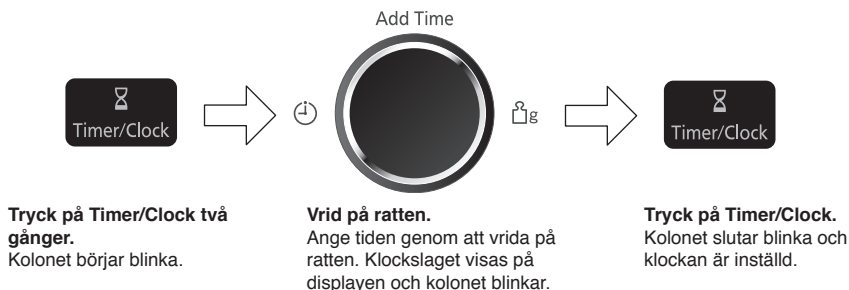 Add Time
Timer/Clock
g
Timer/Clock
Tryck på Timer/Clock två
gånger.
Kolonet börjar blinka.
Vrid på ratten.
Ange tiden genom att vrida på
ratten. Klockslaget visas på
displayen och kolonet blinkar.
Tryck på Timer/Clock.
Kolonet slutar blinka och
klockan är inställd.